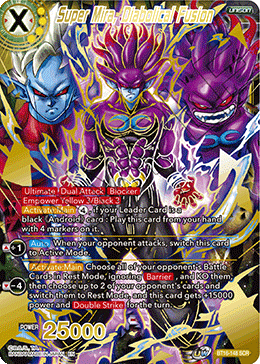 X
Super Mira, Diabolical Fusion
UNISON
Ultimate Dual Attack Blocker
Empower Yellow 3/Black 3
Activate Main : If your Leader Card is a
black ‹Android› card : Play this card from your hand
with 4 markers on it.
+1 Auto When your opponent attacks, switch this card
to Active Mode.
-4 Activate Main Choose all of your opponent's Battle
Cards in Rest Mode, ignoring Barrier, and KO them,
then choose up to 2 of your opponent's cards and
switch them to Rest Mode, and this card gets +15000
power and Double Strike for the turn.
POWER 25000
BT16-148 SCR